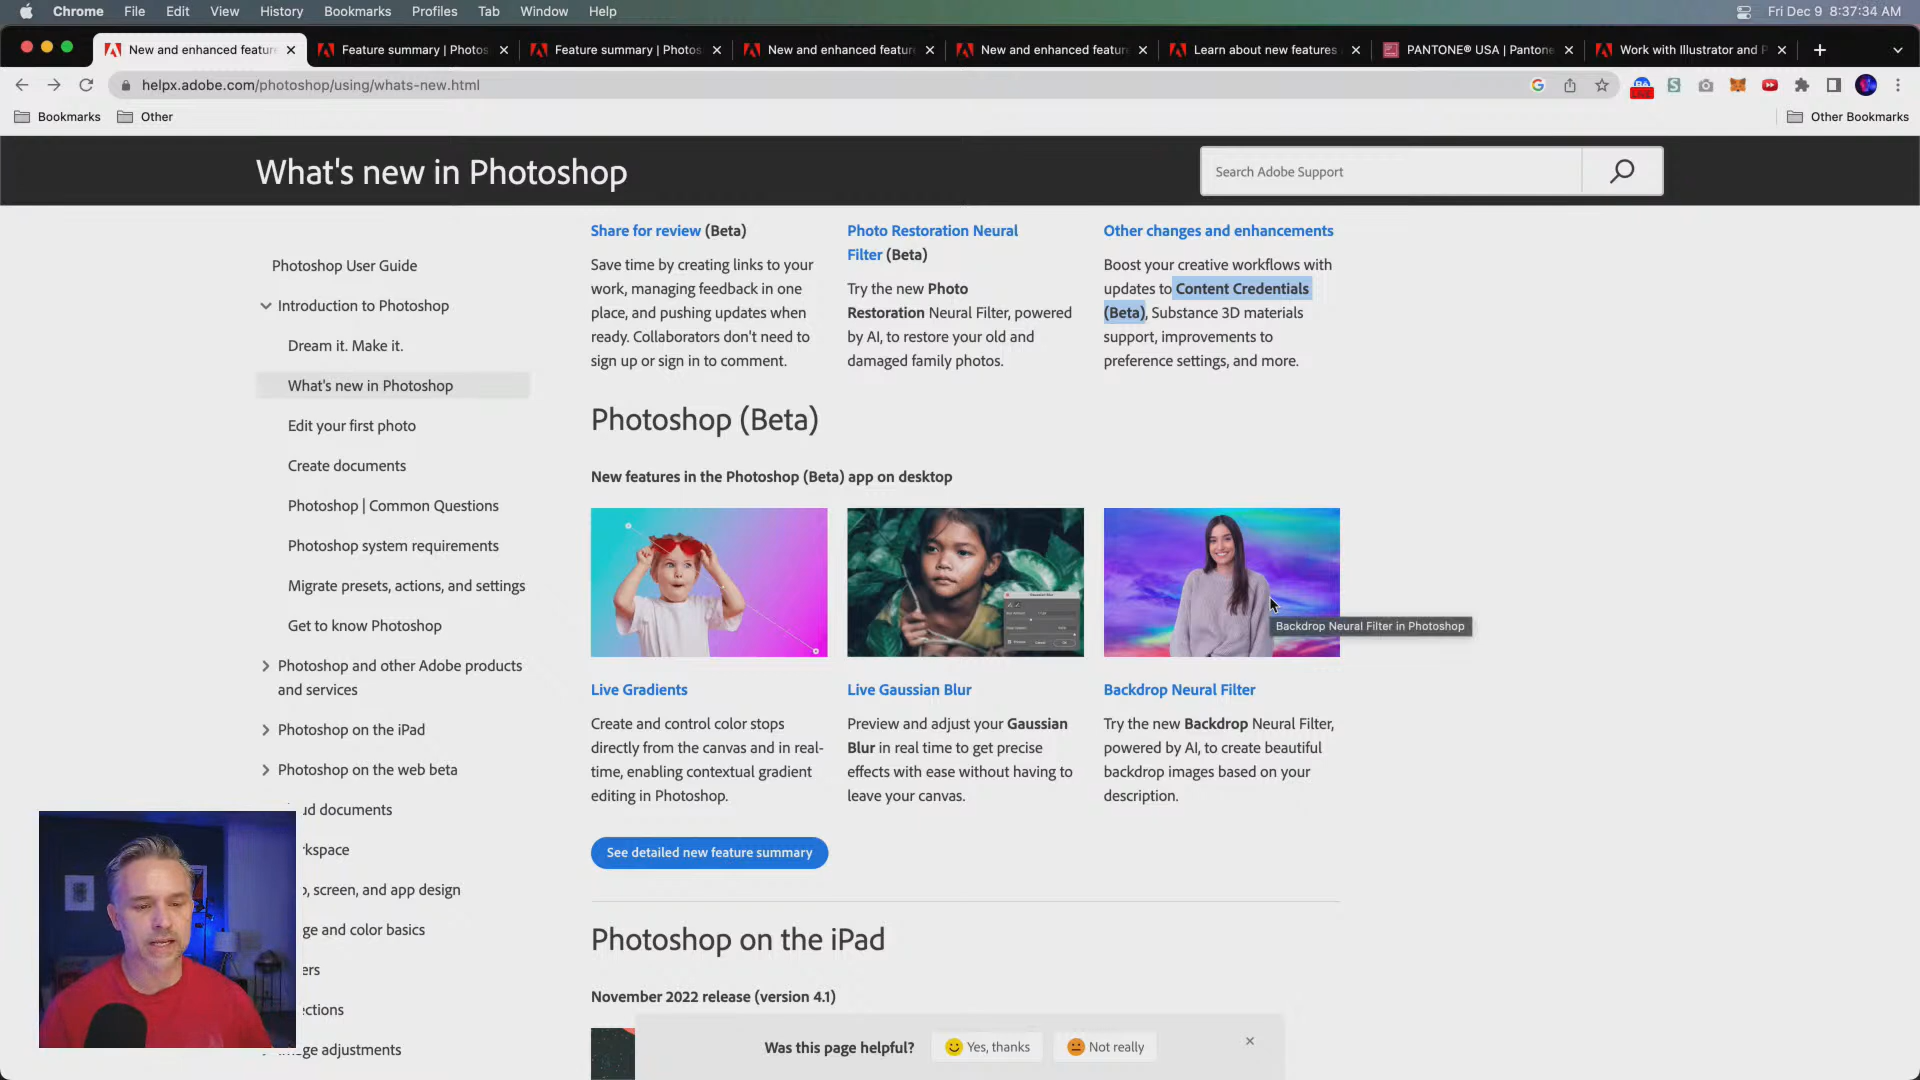 Chrome File Edit View History Bookmarks Profiles Tab Window Help Fri Dec 9 8:37:34 AM
New and enhanced featur Feature summary | Photos Feature summary | Photos New and enhanced featur New and enhanced featur Learn about new features PANTONE® USA | Pantone Work with Illustrator and P
helpx.adobe.com/photoshop/using/whats-new.html
Bookmarks Other Other Bookmarks
What's new in Photoshop
Search Adobe Support
Photoshop User Guide
Introduction to Photoshop
Dream it. Make it.
What's new in Photoshop
Edit your first photo
Create documents
Photoshop | Common Questions
Photoshop system requirements
Migrate presets, actions, and settings
Get to know Photoshop
Photoshop and other Adobe products
and services
Photoshop on the iPad
Photoshop on the web beta
ud documents
rkspace
, screen, and app design
ge and color basics
ers
ections
ge adjustments
Share for review (Beta)
Save time by creating links to your
work, managing feedback in one
place, and pushing updates when
ready. Collaborators don't need to
sign up or sign in to comment.
Photo Restoration Neural
Filter (Beta)
Try the new Photo
Restoration Neural Filter, powered
by AI, to restore your old and
damaged family photos.
Other changes and enhancements
Boost your creative workflows with
updates to Content Credentials
(Beta), Substance 3D materials
support, improvements to
preference settings, and more.
Photoshop (Beta)
New features in the Photoshop (Beta) app on desktop
Backdrop Neural Filter in Photoshop
Live Gradients
Create and control color stops
directly from the canvas and in real-
time, enabling contextual gradient
editing in Photoshop.
Live Gaussian Blur
Preview and adjust your Gaussian
Blur in real time to get precise
effects with ease without having to
leave your canvas.
Backdrop Neural Filter
Try the new Backdrop Neural Filter,
powered by AI, to create beautiful
backdrop images based on your
description.
See detailed new feature summary
Photoshop on the iPad
November 2022 release (version 4.1)
Was this page helpful? Yes, thanks Not really